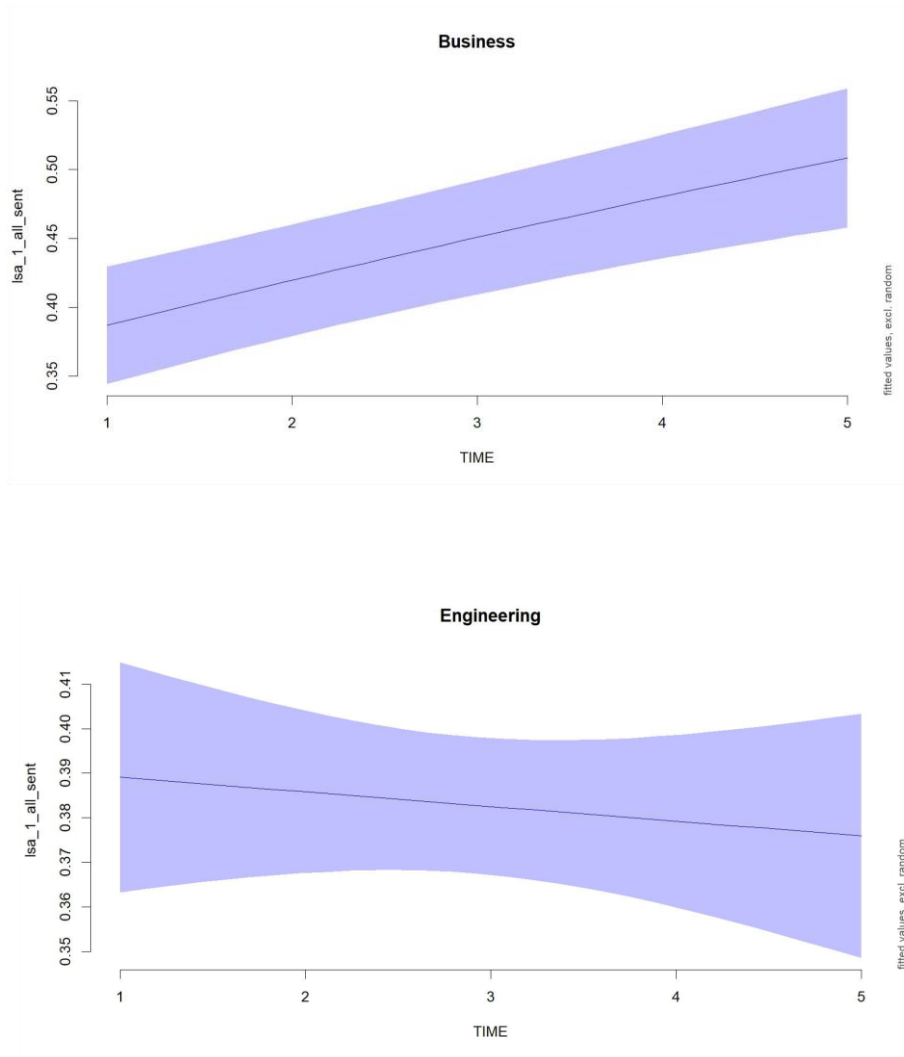 Business
0.55
0.50
0.45
0.40
0.35
lsa_1_all_sent
1
2
3
4
5
TIME
fitted values, excl. random
Engineering
0.41
0.40
0.39
0.38
0.37
0.36
0.35
lsa_1_all_sent
1
2
3
4
5
TIME
fitted values, excl. random